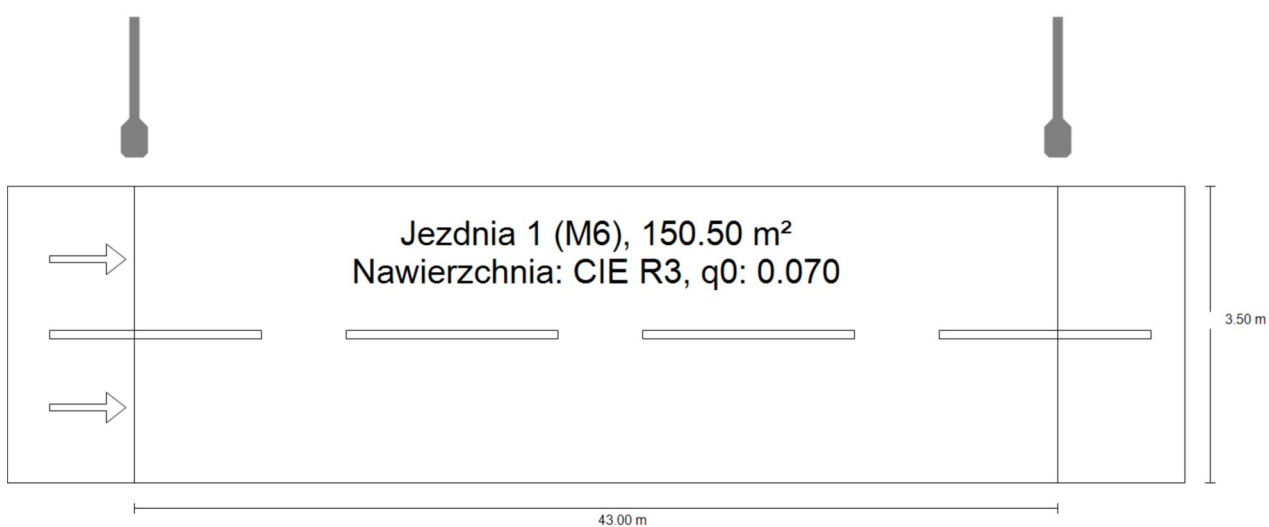 Jezdnia 1 (M6), 150.50 m²
Nawierzchnia: CIE R3, q0: 0.070
3.50 m
43.00 m